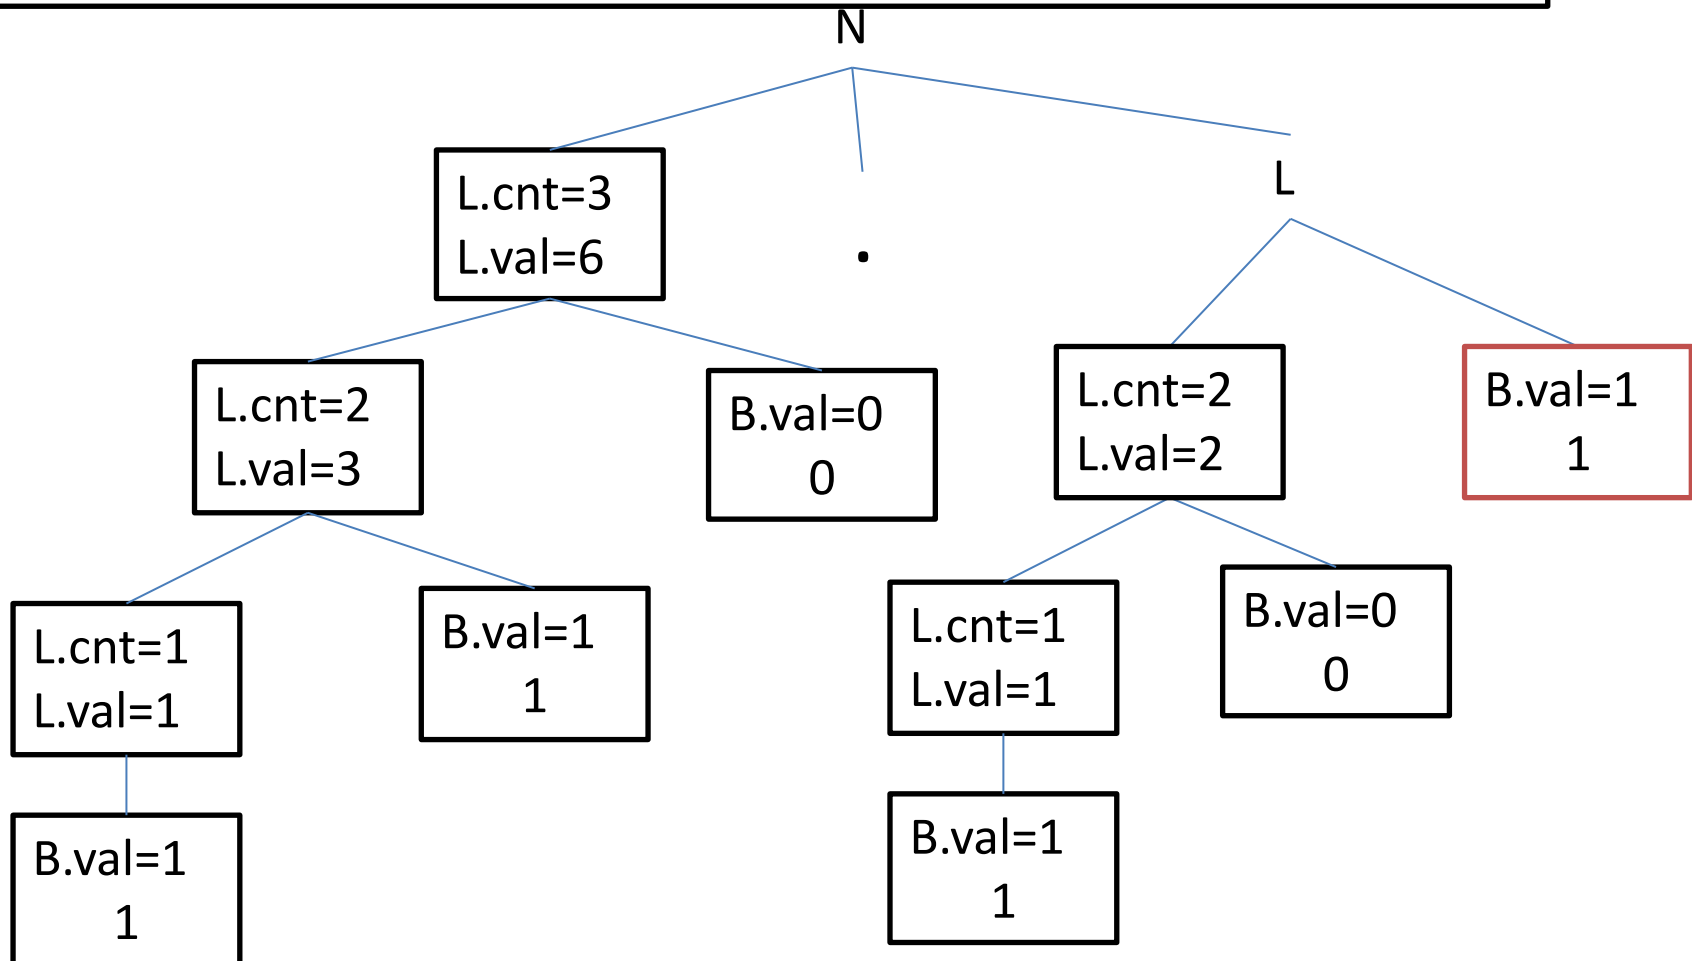 N
L.cnt=3
L.val=6
.
L
L.cnt=2
L.val=3
B.val=0
0
L.cnt=2
L.val=2
B.val=1
1
L.cnt=1
L.val=1
B.val=1
1
L.cnt=1
L.val=1
B.val=0
0
B.val=1
1
B.val=1
1